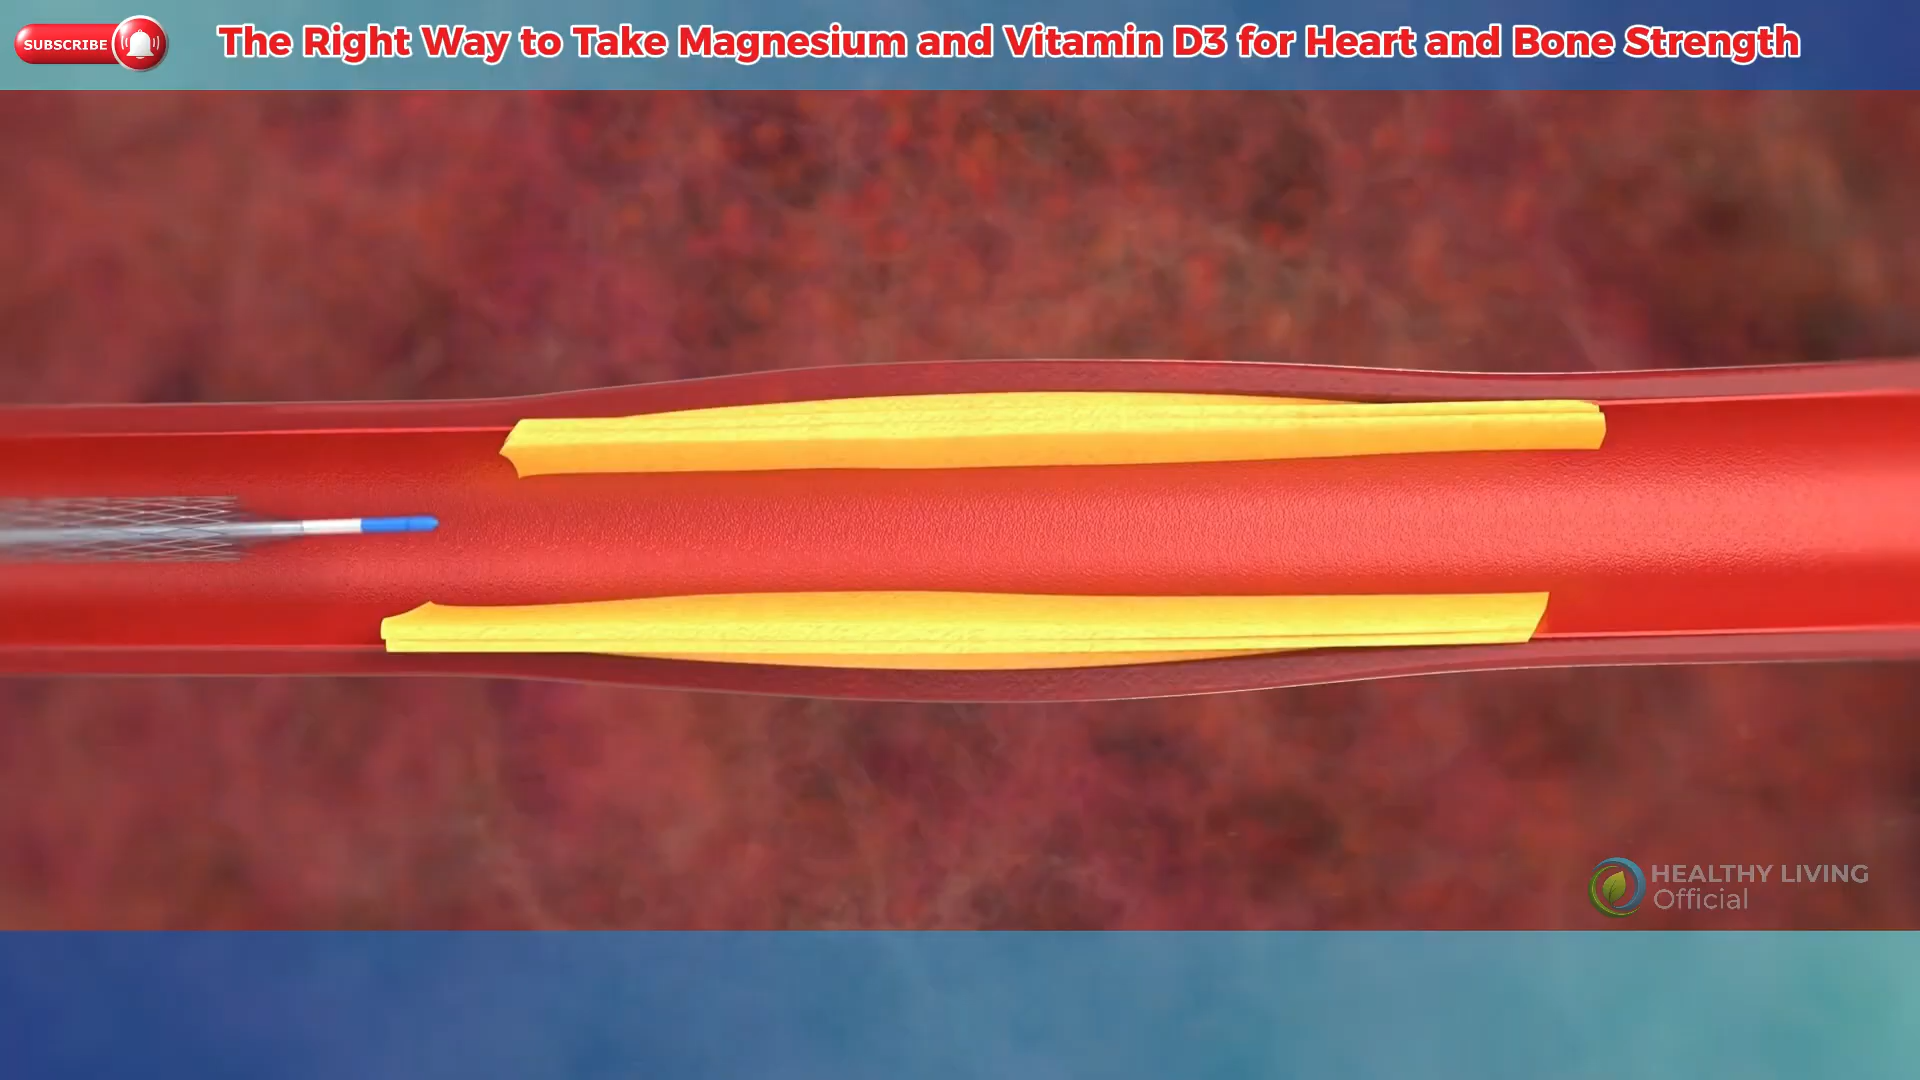 SUBSCRIBE
The Right Way to Take Magnesium and Vitamin D3 for Heart and Bone Strength
HEALTHY LIVING
Official